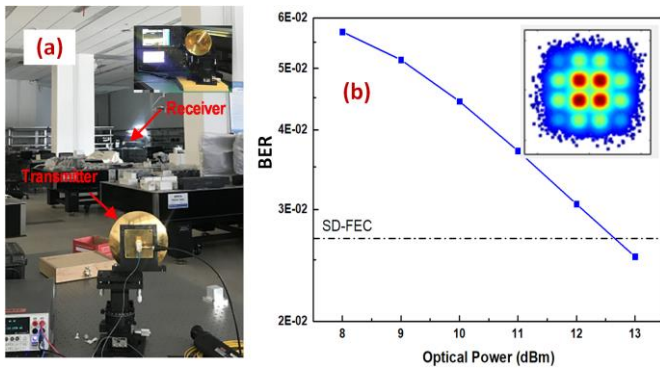 (a)
Receiver
Transmitter
(b)
6E-02
5E-02
4E-02
3E-02
2E-02
BER
SD-FEC
8 9 10 11 12 13
Optical Power (dBm)